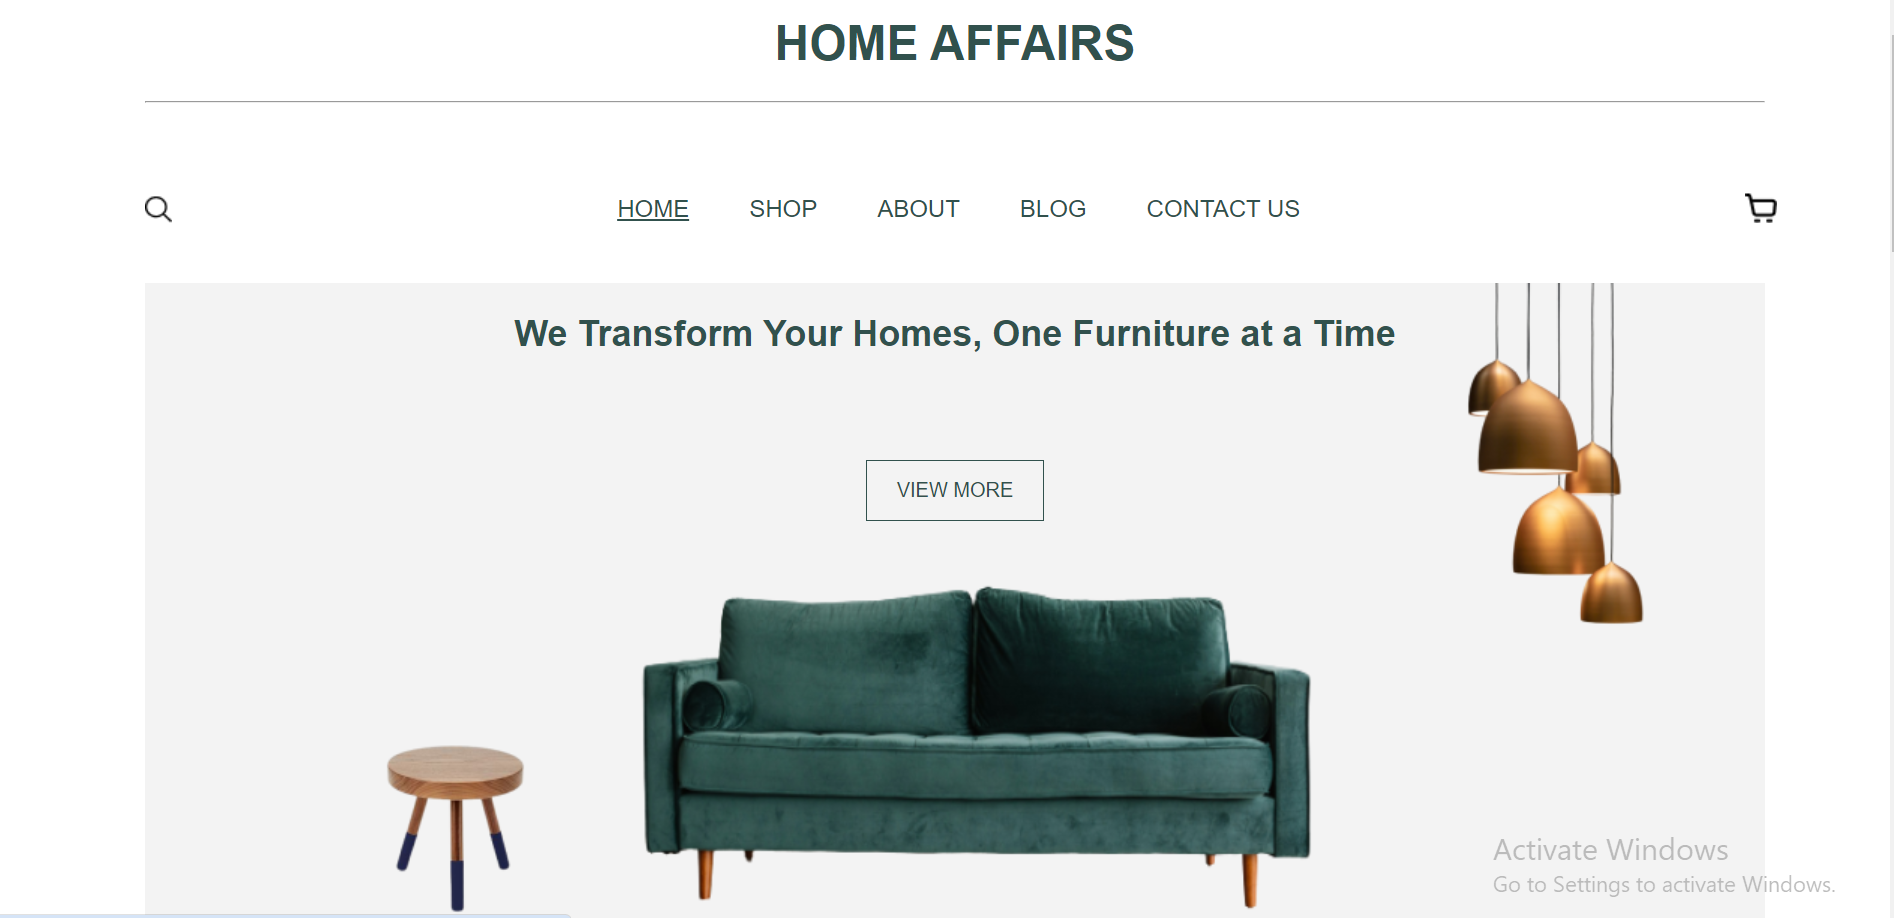 HOME AFFAIRS
HOME SHOP ABOUT BLOG CONTACT US
We Transform Your Homes, One Furniture at a Time
VIEW MORE
Activate Windows
Go to Settings to activate Windows.